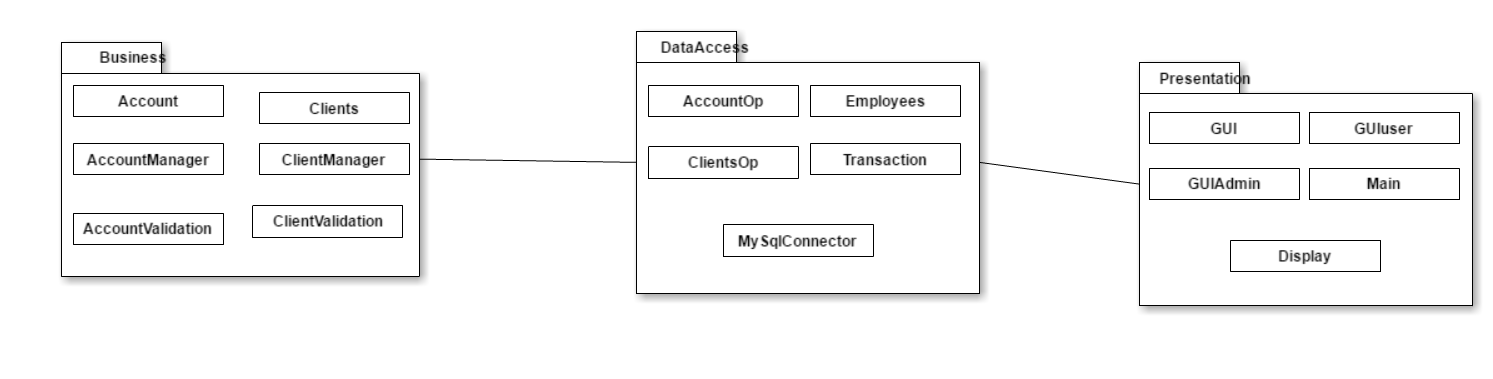 Business
Account
Clients
AccountManager
ClientManager
AccountValidation
ClientValidation
DataAccess
AccountOp
Employees
ClientsOp
Transaction
MySqlConnector
Presentation
GUI
GUIuser
GUIAdmin
Main
Display